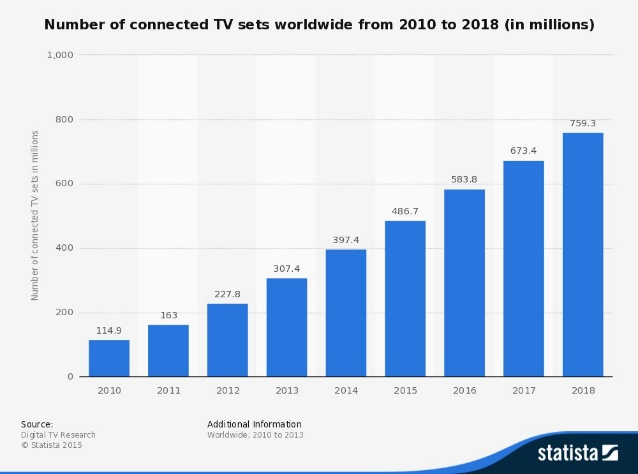 Number of connected TV sets worldwide from 2010 to 2018 (in millions)
Number of connected TV sets in millions
1,000
800
600
400
200
0
114.9
163
227.8
307.4
397.4
486.7
583.8
673.4
759.3
2010 2011 2012 2013 2014 2015 2016 2017 2018
Source:
Digital TV Research
© Statista 2015
Additional Information
Worldwide; 2010 to 2013
statista